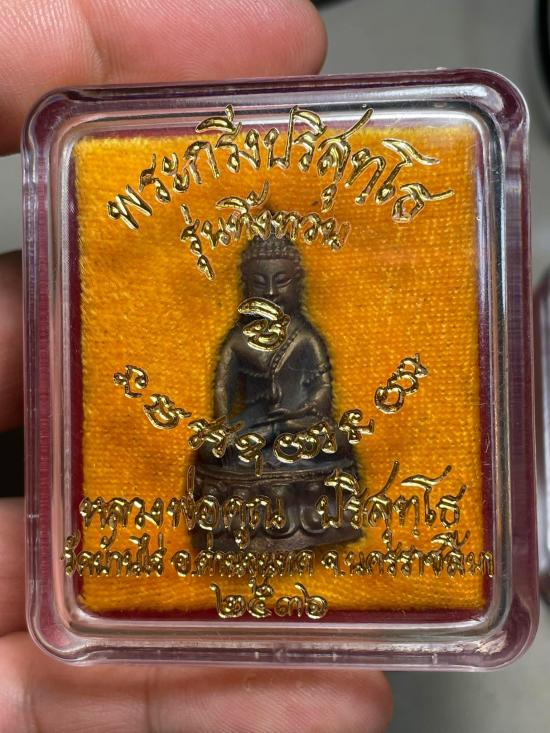 พระกริ่งปริสุทโธ
รุ่นทิ้งทวน
หลวงพ่อคูณ ปริสุทโธ
วัดบ้านไร่ อ.ด่านขุนทด จ.นครราชสีมา
๒๕๓๖